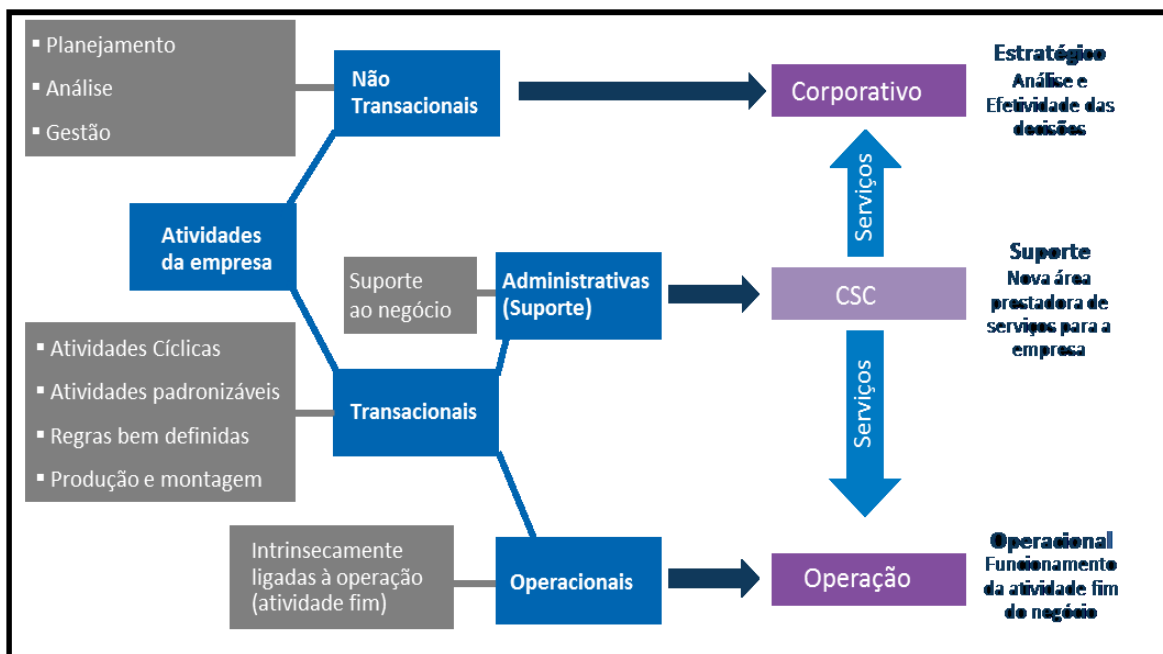 ▪ Planejamento
▪ Análise
▪ Gestão
Não
Transacionais
Corporativo
Estratégico
Análise e
Efetividade das
decisões
Serviços
Atividades
da empresa
Suporte
ao negócio
Administrativas
(Suporte)
CSC
Suporte
Nova área
prestadora de
serviços para a
empresa
▪ Atividades Cíclicas
▪ Atividades padronizáveis
▪ Regras bem definidas
▪ Produção e montagem
Transacionais
Serviços
Intrinsecamente
ligadas à operação
(atividade fim)
Operacionais
Operação
Operacional
Funcionamento
da atividade fim
do negócio